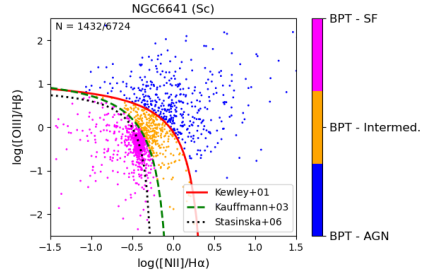 NGC6641 (Sc)
N = 1432/6724
2
1
0
−1
−2
log([OIII]/Hβ)
Kewley+01
Kauffmann+03
Stasinska+06
−1.5 −1.0 −0.5 0.0 0.5 1.0 1.5
log([NII]/Hα)
BPT - SF
BPT - Intermed.
BPT - AGN